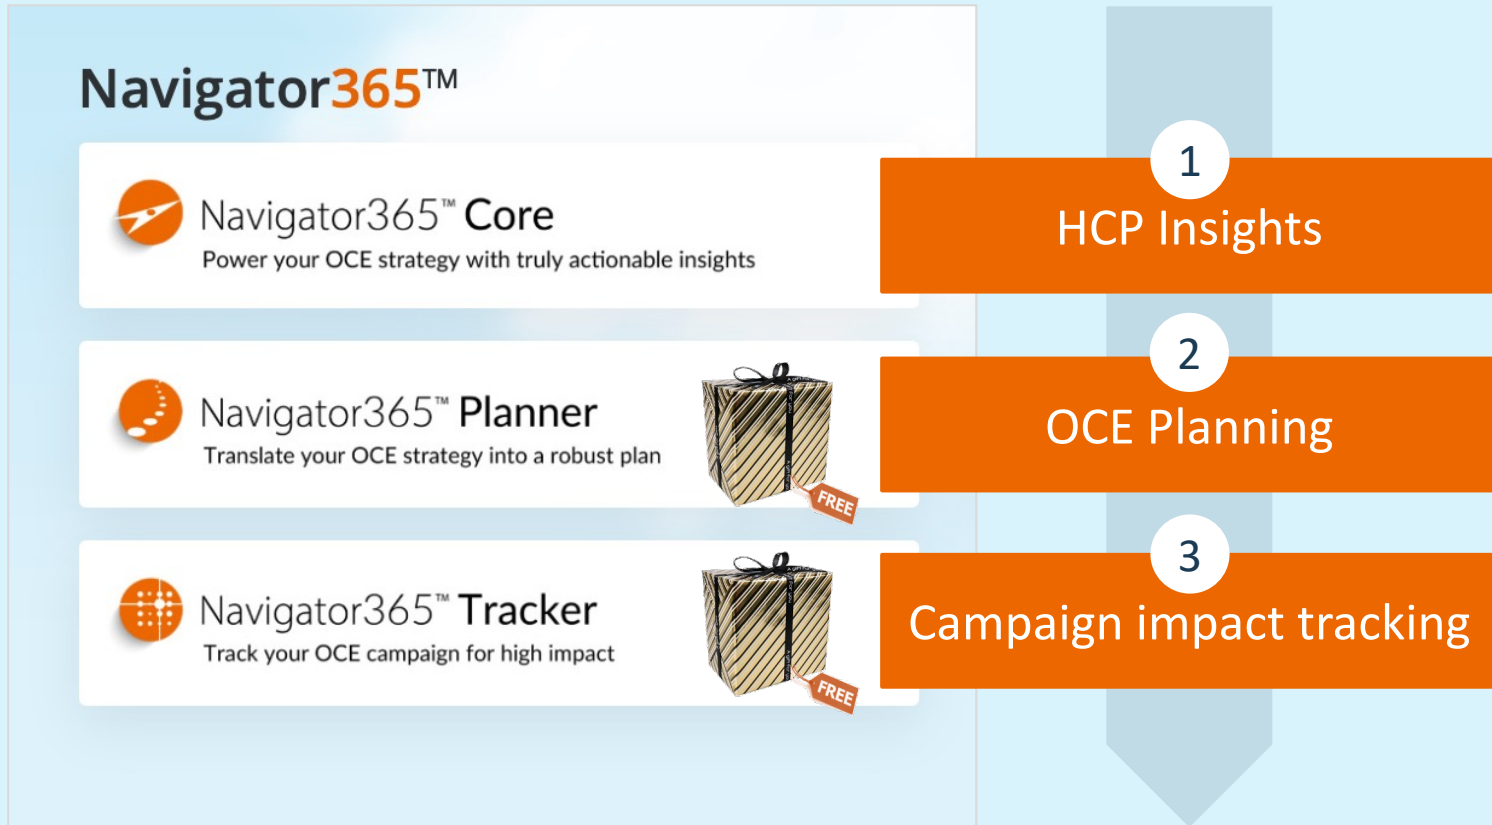 Navigator365™
Navigator365™ Core
Power your OCE strategy with truly actionable insights
1
HCP Insights
Navigator365™ Planner
Translate your OCE strategy into a robust plan
FREE
2
OCE Planning
Navigator365™ Tracker
Track your OCE campaign for high impact
FREE
3
Campaign impact tracking